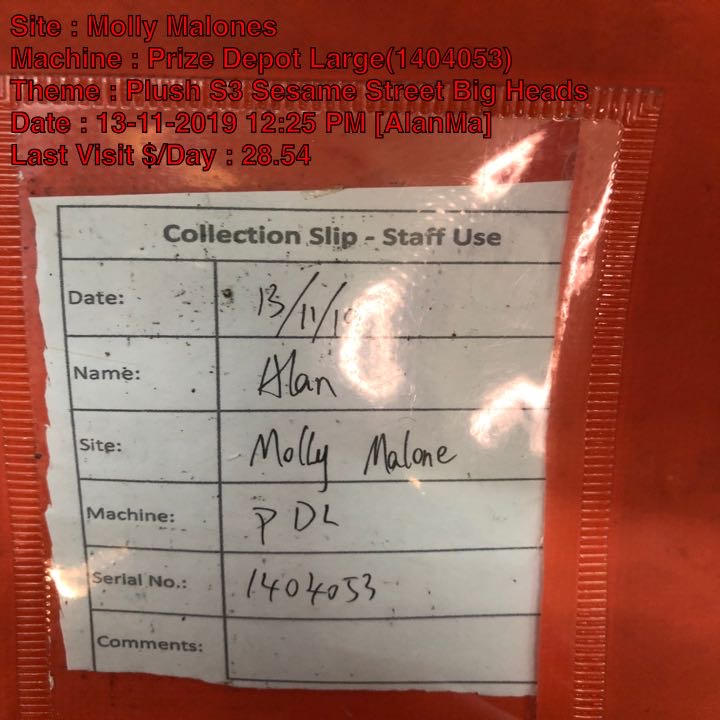 Site : Molly Malones
Machine : Prize Depot Large(1404053)
Theme : Plush S3 Sesame Street Big Heads
Date : 13-11-2019 12:25 PM [AlanMa]
Last Visit $/Day : 28.54
Collection Slip - Staff Use
Date: 13/11/19
Name: Alan
Site: Molly Malone
Machine: PDL
Serial No.: 1404053
Comments: